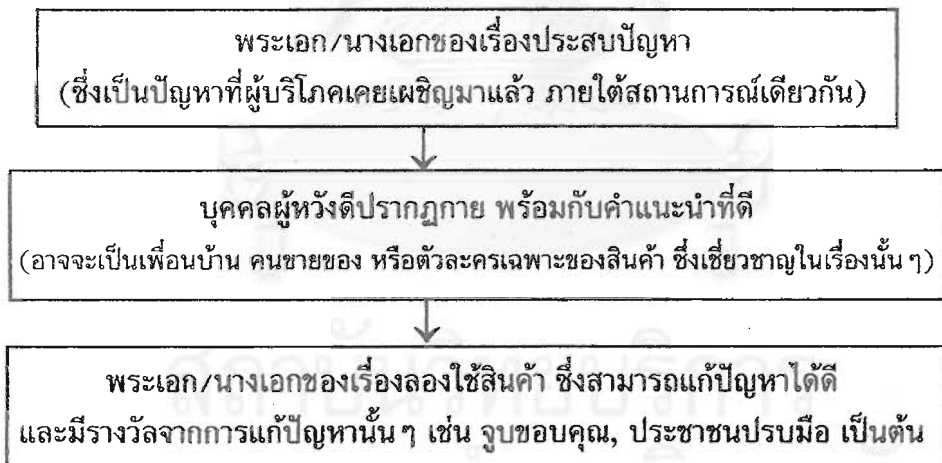 พระเอก/นางเอกของเรื่องประสบปัญหา
(ซึ่งเป็นปัญหาที่ผู้บริโภคเคยเผชิญมาแล้ว ภายใต้สถานการณ์เดียวกัน)
บุคคลผู้หวังดีปรากฏกาย พร้อมกับคำแนะนำที่ดี
(อาจจะเป็นเพื่อนบ้าน คนขายของ หรือตัวละครเฉพาะของสินค้า ซึ่งเชี่ยวชาญในเรื่องนั้น ๆ)
พระเอก/นางเอกของเรื่องลองใช้สินค้า ซึ่งสามารถแก้ปัญหาได้ดี
และมีรางวัลจากการแก้ปัญหานั้น ๆ เช่น จูบขอบคุณ, ประชาชนปรบมือ เป็นต้น